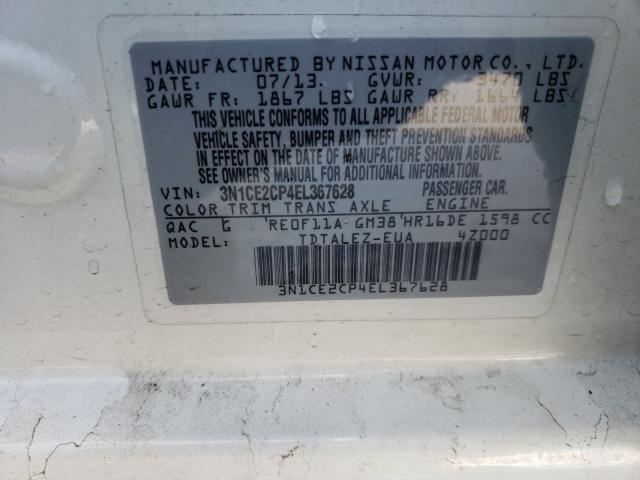 MANUFACTURED BY NISSAN MOTOR CO., LTD.
DATE: 07/13. GVWR: 3470 LBS
GAWR FR: 1867 LBS GAWR RR: 1664 LBS
THIS VEHICLE CONFORMS TO ALL APPLICABLE FEDERAL MOTOR
VEHICLE SAFETY, BUMPER AND THEFT PREVENTION STANDARDS
IN EFFECT ON THE DATE OF MANUFACTURE SHOWN ABOVE.
SEE OWNER'S MANUAL FOR ADDITIONAL INFORMATION.
VIN: 3N1CE2CP4EL367628 PASSENGER CAR.
COLOR TRIM TRANS AXLE ENGINE
QAC G RE0F11A GM38 HR16DE 1598 CC
MODEL: TDTALEZ-EUA 4Z000
3N1CE2CP4EL367628